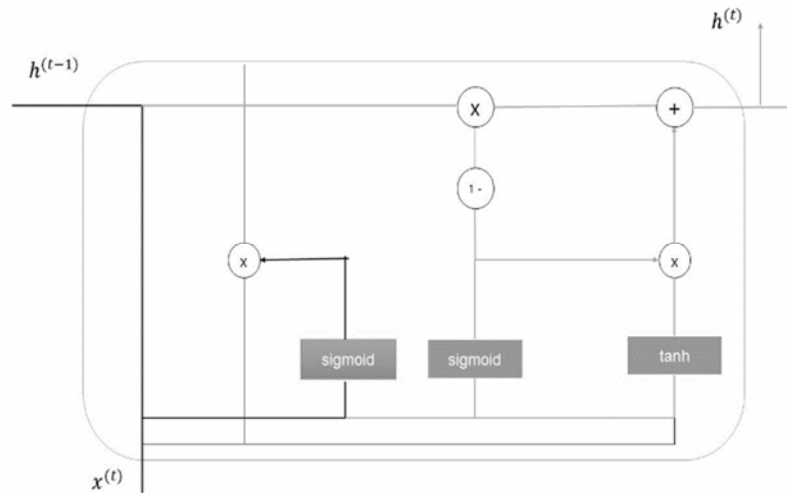 h^(t)
h^(t-1)
X
+
1 -
x
x
sigmoid
sigmoid
tanh
x^(t)